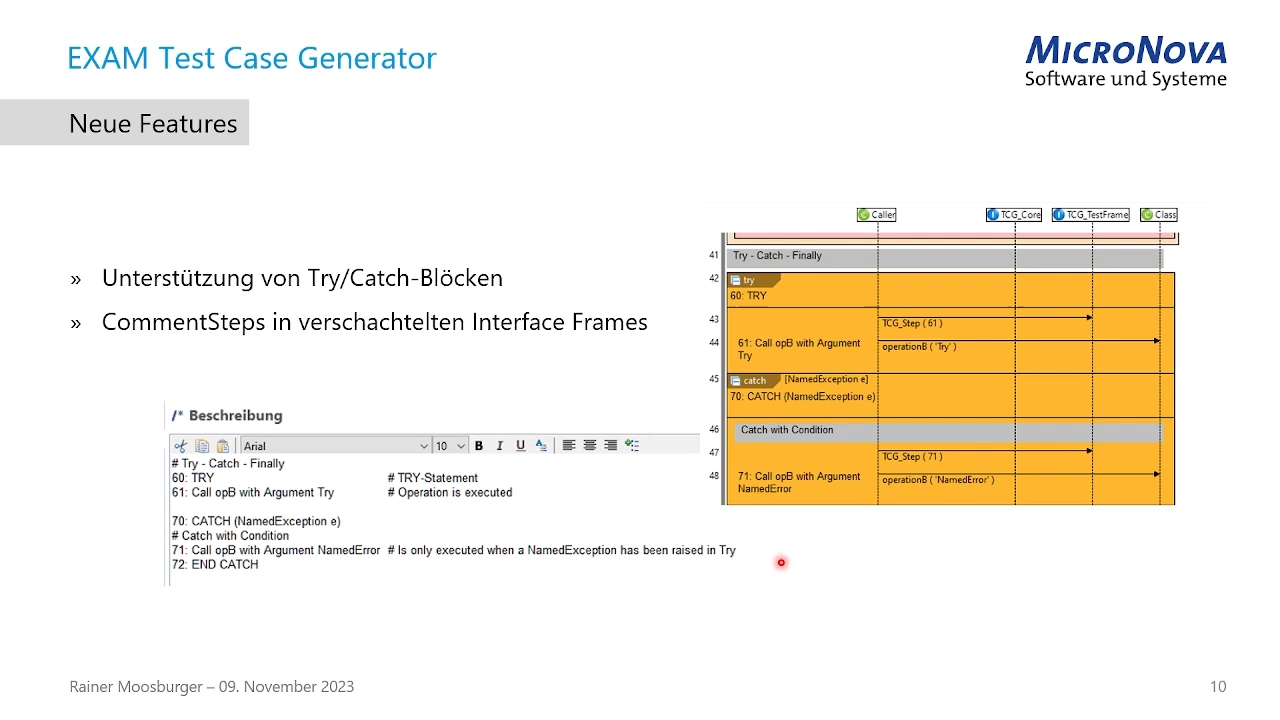 EXAM Test Case Generator
MICRONOVA
Software und Systeme
Neue Features
» Unterstützung von Try/Catch-Blöcken
» CommentSteps in verschachtelten Interface Frames
/* Beschreibung
Arial 10 B I U
# Try - Catch - Finally
60: TRY # TRY-Statement
61: Call opB with Argument Try # Operation is executed
70: CATCH (NamedException e)
# Catch with Condition
71: Call opB with Argument NamedError # Is only executed when a NamedException has been raised in Try
72: END CATCH
Caller TCG_Core TCG_TestFrame Class
41 Try - Catch - Finally
42 try
60: TRY
43 TCG_Step ( 61 )
44 61: Call opB with Argument operationB ( 'Try' )
Try
45 catch [NamedException e]
70: CATCH (NamedException e)
46 Catch with Condition
47 TCG_Step ( 71 )
48 71: Call opB with Argument operationB ( 'NamedError' )
NamedError
Rainer Moosburger – 09. November 2023
10